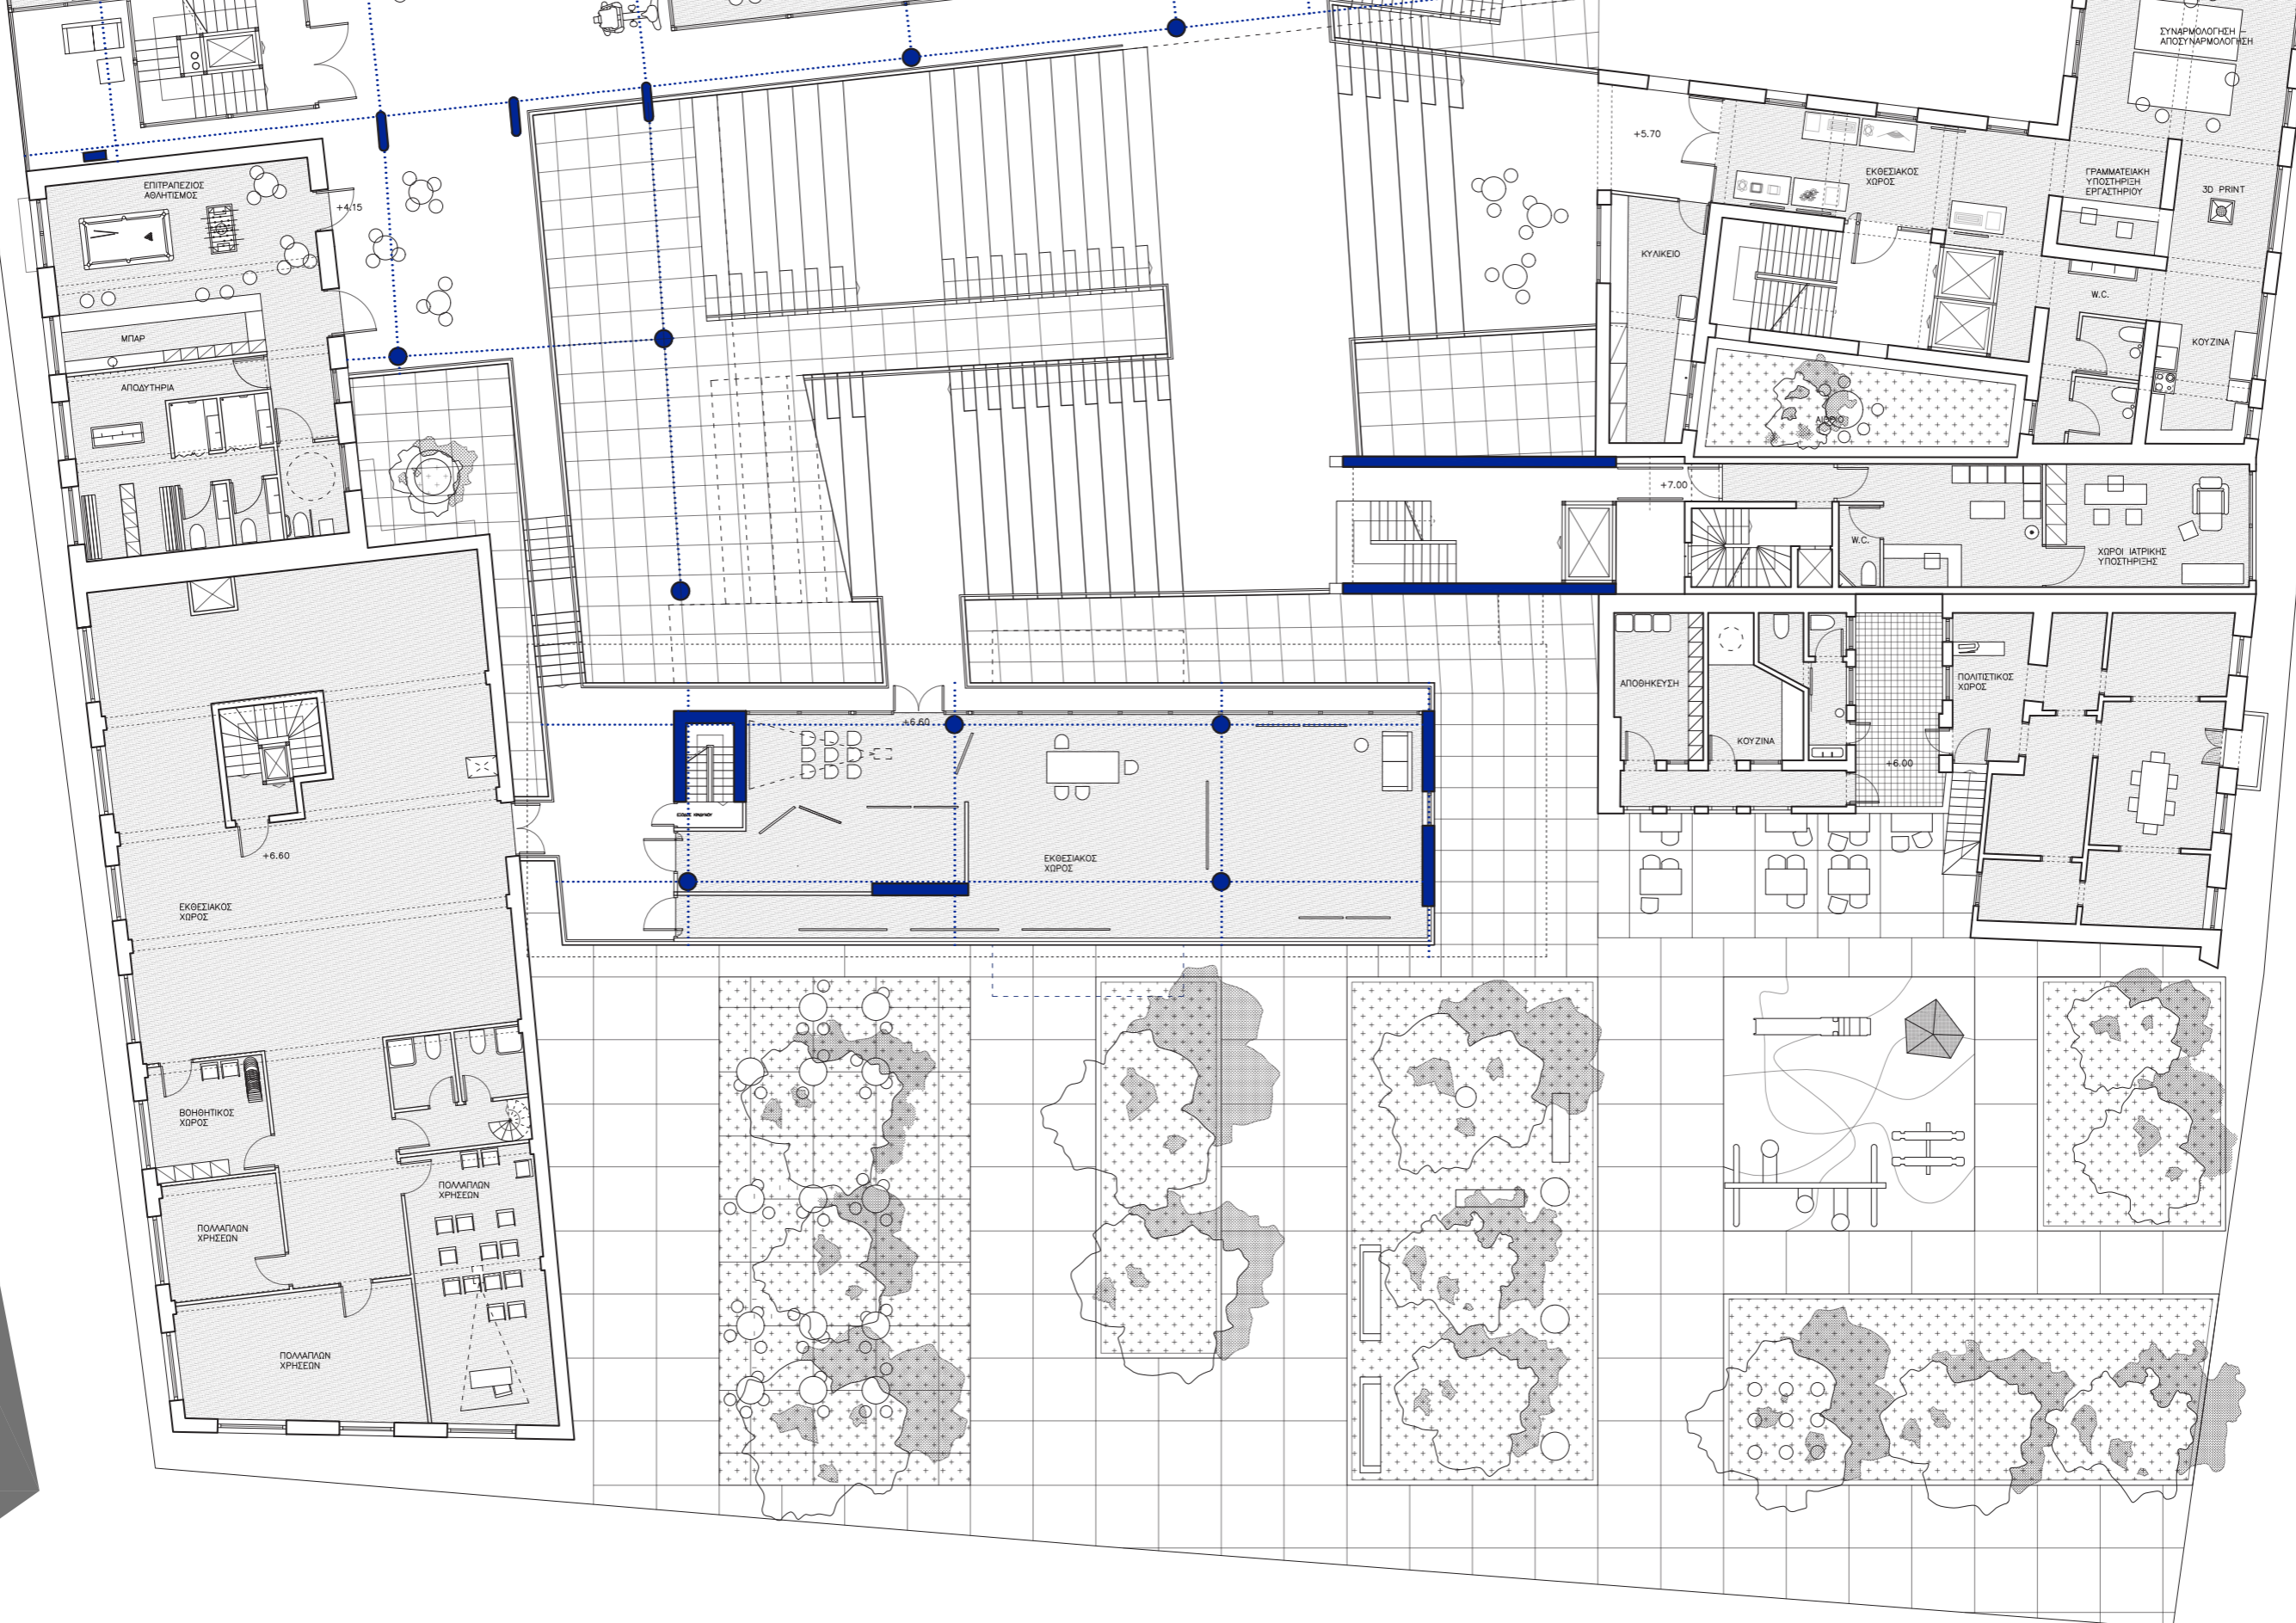 ΣΥΝΑΡΜΟΛΟΓΗΣΗ –
ΑΠΟΣΥΝΑΡΜΟΛΟΓΗΣΗ
+5.70
ΕΚΘΕΣΙΑΚΟΣ
ΧΩΡΟΣ
ΓΡΑΜΜΑΤΕΙΑΚΗ
ΥΠΟΣΤΗΡΙΞΗ
ΕΡΓΑΣΤΗΡΙΟΥ
3D PRINT
ΕΠΙΤΡΑΠΕΖΙΟΣ
ΑΘΛΗΤΙΣΜΟΣ
+4.15
ΚΥΛΙΚΕΙΟ
W.C.
ΜΠΑΡ
ΚΟΥΖΙΝΑ
ΑΠΟΔΥΤΗΡΙΑ
ΑΙΘΡΙΟ
+7.00
W.C.
ΧΩΡΟΙ ΙΑΤΡΙΚΗΣ
ΥΠΟΣΤΗΡΙΞΗΣ
ΑΠΟΘΗΚΕΥΣΗ
ΠΟΛΙΤΙΣΤΙΚΟΣ
ΧΩΡΟΣ
+6.60
ΚΟΥΖΙΝΑ
+6.00
+6.60
ΕΚΘΕΣΙΑΚΟΣ
ΧΩΡΟΣ
ΕΚΘΕΣΙΑΚΟΣ
ΧΩΡΟΣ
ΒΟΗΘΗΤΙΚΟΣ
ΧΩΡΟΣ
ΠΟΛΛΑΠΛΩΝ
ΧΡΗΣΕΩΝ
ΠΟΛΛΑΠΛΩΝ
ΧΡΗΣΕΩΝ
ΠΟΛΛΑΠΛΩΝ
ΧΡΗΣΕΩΝ